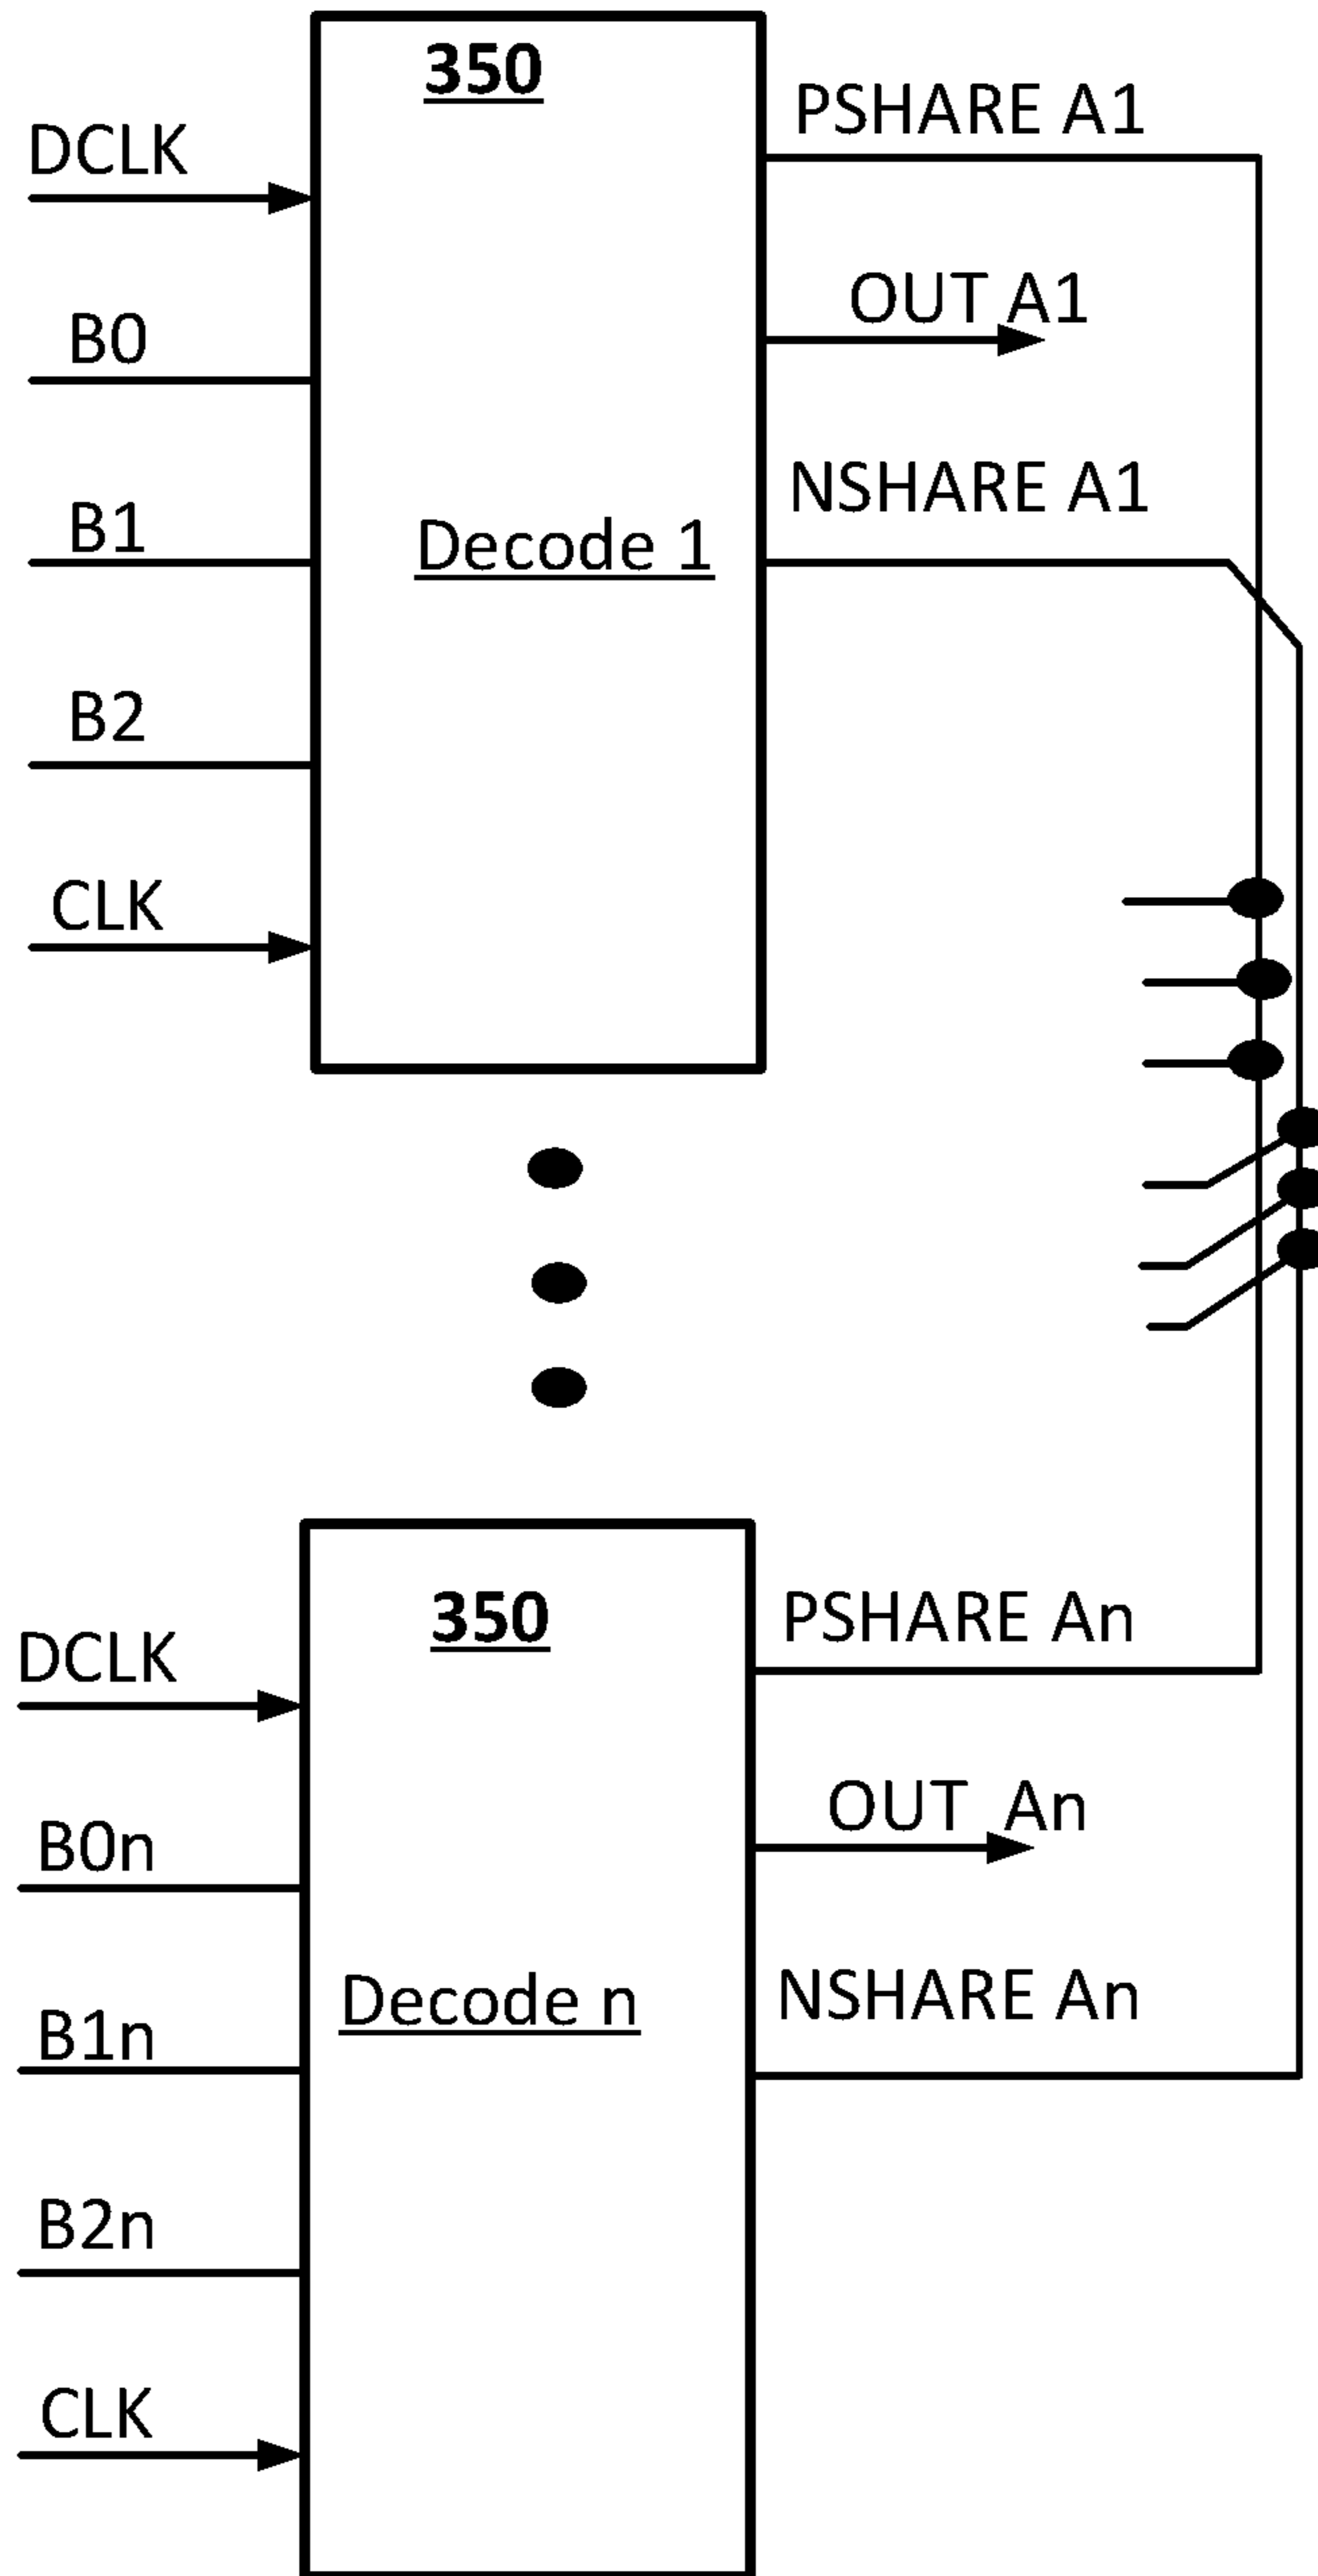 350
DCLK
PSHARE A1
B0
OUT A1
B1
NSHARE A1
Decode 1
B2
CLK
350
DCLK
PSHARE An
B0n
OUT An
B1n
NSHARE An
Decode n
B2n
CLK